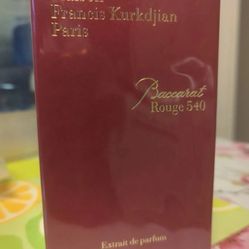 Francis Kurkdjian
Paris
Baccarat
Rouge 540
Extrait de parfum